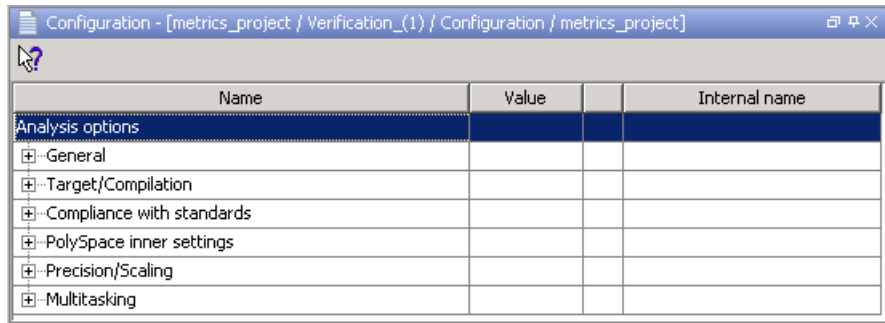 Configuration - [metrics_project / Verification_(1) / Configuration / metrics_project]
Name Value Internal name
Analysis options
General
Target/Compilation
Compliance with standards
PolySpace inner settings
Precision/Scaling
Multitasking